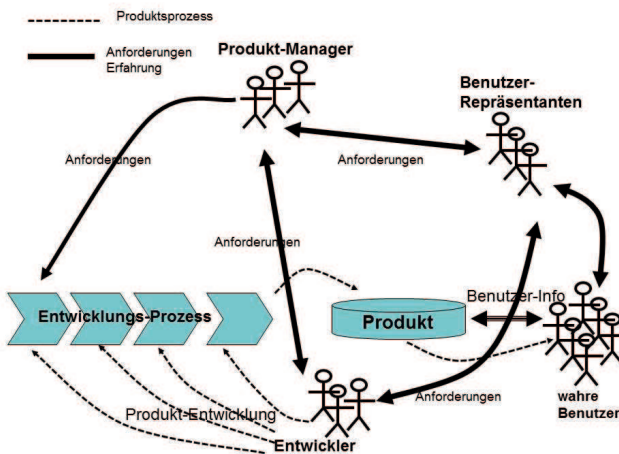 Produktsprozess
Anforderungen
Erfahrung
Produkt-Manager
Benutzer-
Repräsentanten
Anforderungen
Anforderungen
Anforderungen
Entwicklungs-Prozess
Benutzer-Info
Produkt
Produkt-Entwicklung
Anforderungen
wahre
Benutzer
Entwickler